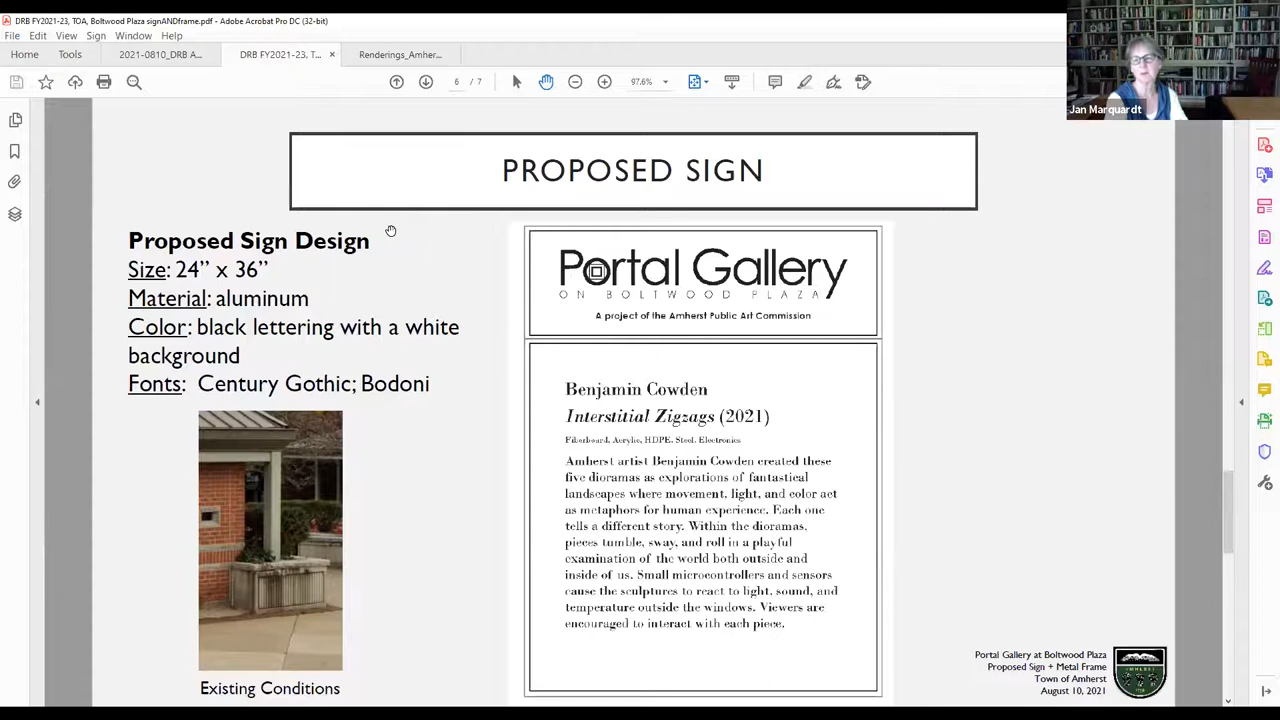 DRB FY2021-23, TOA, Boltwood Plaza signANDframe.pdf - Adobe Acrobat Pro DC (32-bit)
File Edit View Sign Window Help
Home Tools 2021-0810_DRB A... DRB FY2021-23, T... × Renderings_Amher...
6 / 7 97.6%
Jan Marquardt
PROPOSED SIGN
Proposed Sign Design
Size: 24” x 36”
Material: aluminum
Color: black lettering with a white
background
Fonts: Century Gothic; Bodoni
Existing Conditions
Portal Gallery
ON BOLTWOOD PLAZA
A project of the Amherst Public Art Commission
Benjamin Cowden
Interstitial Zigzags (2021)
Fiberboard, Acrylic, HDPE, Steel, Electronics
Amherst artist Benjamin Cowden created these
five dioramas as explorations of fantastical
landscapes where movement, light, and color act
as metaphors for human experience. Each one
tells a different story. Within the dioramas,
pieces tumble, sway, and roll in a playful
examination of the world both outside and
inside of us. Small microcontrollers and sensors
cause the sculptures to react to light, sound, and
temperature outside the windows. Viewers are
encouraged to interact with each piece.
Portal Gallery at Boltwood Plaza
Proposed Sign + Metal Frame
Town of Amherst
August 10, 2021